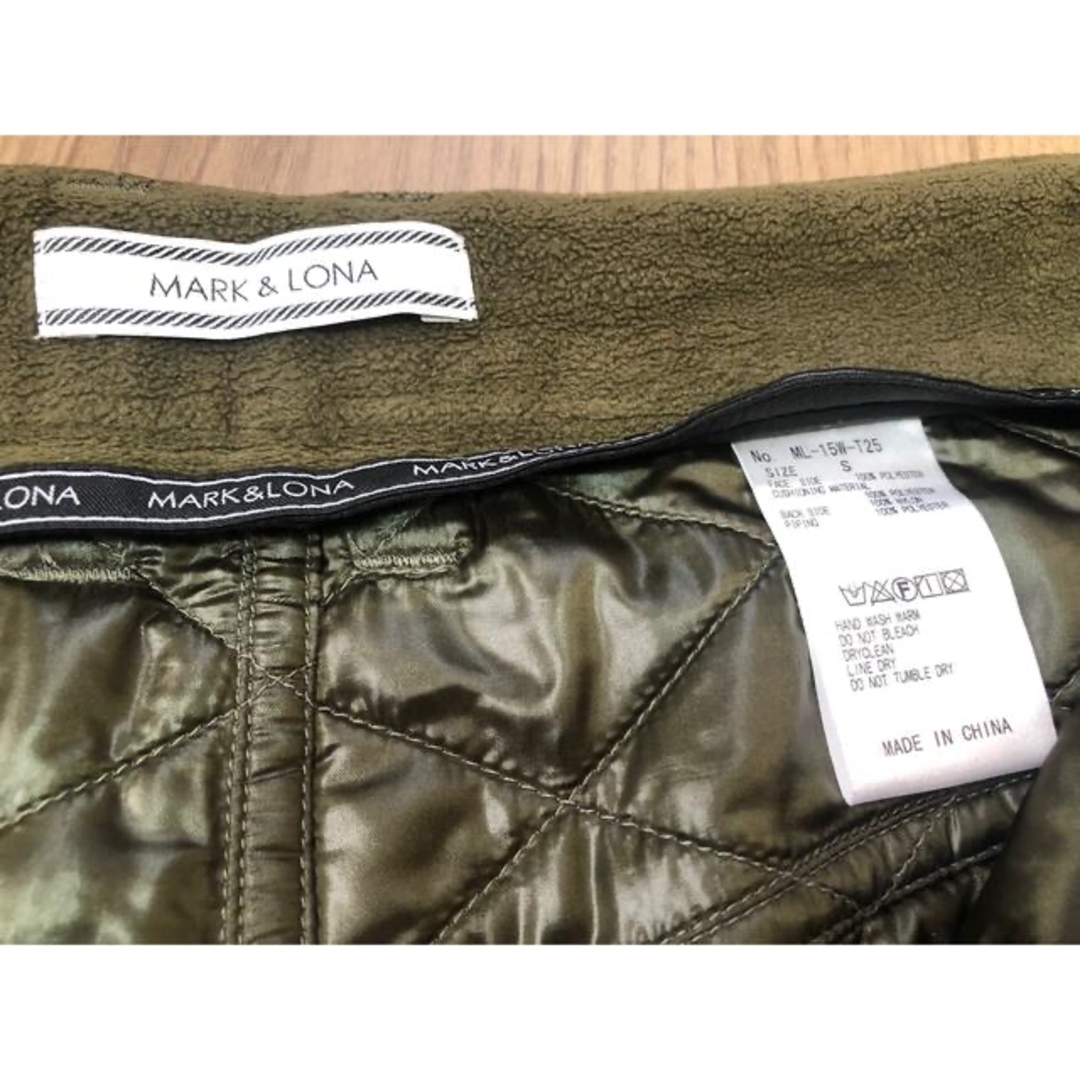 MARK & LONA
LONA MARK&LONA MARK&LONA
No. ML-15W-T25
SIZE S
FACE SIDE 100% POLYESTER
CUSHIONING MATERIAL 100% POLYESTER
BACK SIDE 100% NYLON
PIPING 100% POLYESTER
HAND WASH WARM
DO NOT BLEACH
DRYCLEAN
LINE DRY
DO NOT TUMBLE DRY
MADE IN CHINA